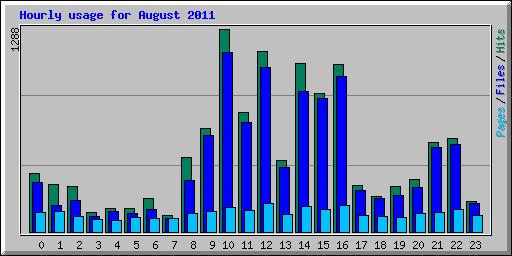 Hourly usage for August 2011
1288
Pages / Files / Hits
0 1 2 3 4 5 6 7 8 9 10 11 12 13 14 15 16 17 18 19 20 21 22 23